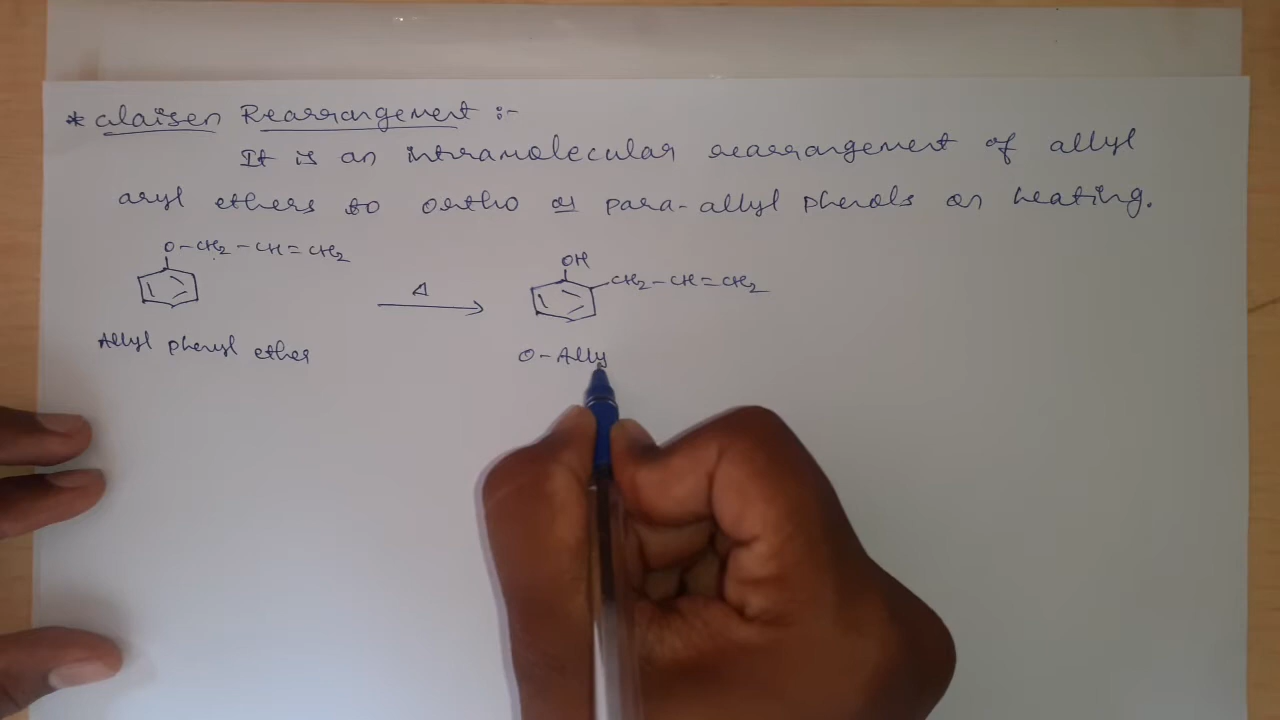 * claisen Rearrangement :-
It is an intramolecular rearrangement of allyl
aryl ethers to ortho or para-allyl phenols on heating.
O-CH2-CH=CH2
Δ
OH
CH2-CH=CH2
Allyl phenyl ether
O-Ally